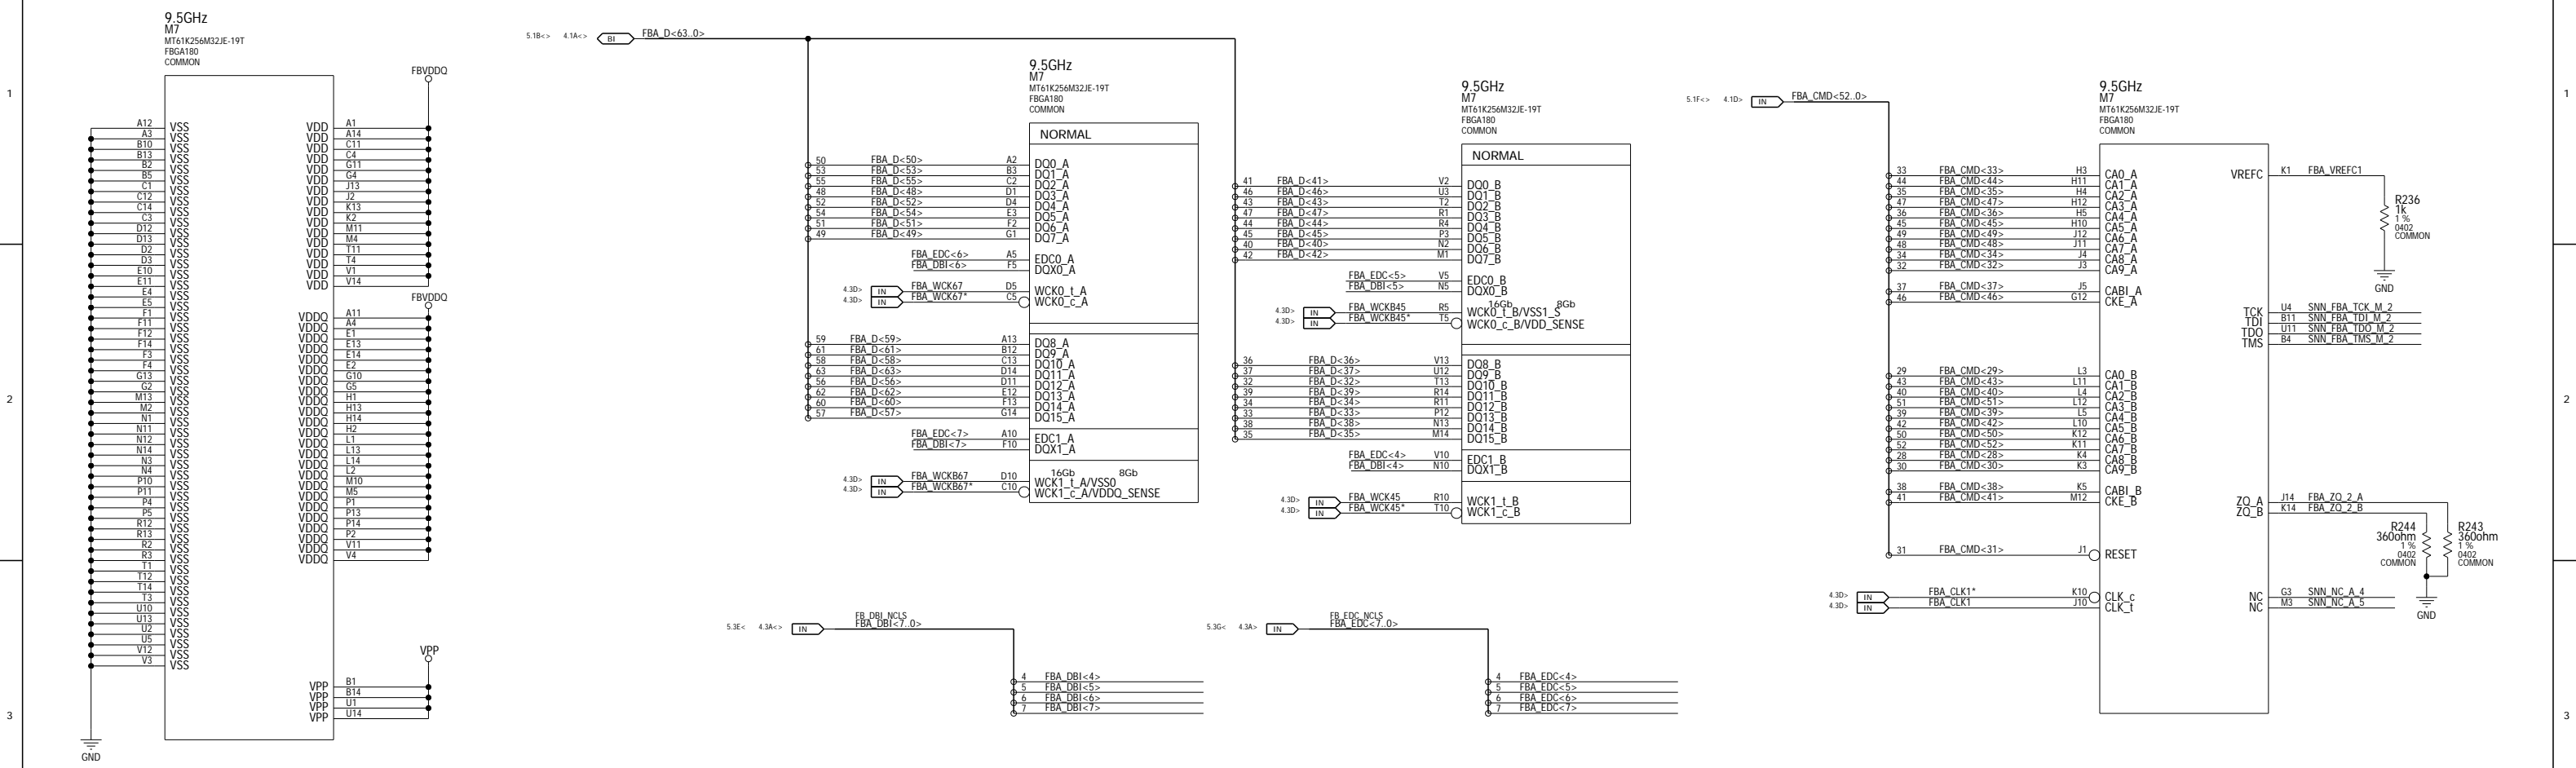 9.5GHz
M7
MT61K256M32JE-19T
FBGA180
COMMON
FBVDDQ
A12 VSS VDD A1
A3 VSS VDD A14
B10 VSS VDD C11
B13 VSS VDD C4
B2 VSS VDD G11
B5 VSS VDD G4
C1 VSS VDD J13
C12 VSS VDD J2
C14 VSS VDD K13
C3 VSS VDD K2
D12 VSS VDD M11
D13 VSS VDD M4
D2 VSS VDD T11
D3 VSS VDD T4
E10 VSS VDD V1
E11 VSS VDD V14
E4 VSS
FBVDDQ
E5 VSS
F1 VSS VDDQ A11
F11 VSS VDDQ A4
F12 VSS VDDQ E1
F14 VSS VDDQ E13
F3 VSS VDDQ E14
F4 VSS VDDQ E2
G13 VSS VDDQ G10
G2 VSS VDDQ G5
M13 VSS VDDQ H1
M2 VSS VDDQ H13
N1 VSS VDDQ H14
N11 VSS VDDQ H2
N12 VSS VDDQ L1
N14 VSS VDDQ L13
N3 VSS VDDQ L14
N4 VSS VDDQ L2
P10 VSS VDDQ M10
P11 VSS VDDQ M5
P4 VSS VDDQ P1
P5 VSS VDDQ P13
R12 VSS VDDQ P14
R13 VSS VDDQ P2
R2 VSS VDDQ V11
R3 VSS VDDQ V4
T1 VSS
T12 VSS
T14 VSS
T3 VSS
U10 VSS
U13 VSS
U2 VSS
U5 VSS
V12 VSS
V3 VSS
VPP
VPP B1
VPP B14
VPP U1
VPP U14
GND
5.1B<> 4.1A<> BI FBA_D<63..0>
9.5GHz
M7
MT61K256M32JE-19T
FBGA180
COMMON
NORMAL
50 FBA_D<50> A2 DQ0_A
53 FBA_D<53> B3 DQ1_A
55 FBA_D<55> C2 DQ2_A
48 FBA_D<48> D1 DQ3_A
52 FBA_D<52> D4 DQ4_A
54 FBA_D<54> E3 DQ5_A
51 FBA_D<51> F2 DQ6_A
49 FBA_D<49> G1 DQ7_A
FBA_EDC<6> A5 EDC0_A
FBA_DBI<6> F5 DQX0_A
4.3D> IN FBA_WCK67 D5 WCK0_t_A
4.3D> IN FBA_WCK67* C5 WCK0_c_A
59 FBA_D<59> A13 DQ8_A
61 FBA_D<61> B12 DQ9_A
58 FBA_D<58> C13 DQ10_A
63 FBA_D<63> D14 DQ11_A
56 FBA_D<56> D11 DQ12_A
62 FBA_D<62> E12 DQ13_A
60 FBA_D<60> F13 DQ14_A
57 FBA_D<57> G14 DQ15_A
FBA_EDC<7> A10 EDC1_A
FBA_DBI<7> F10 DQX1_A
16Gb 8Gb
4.3D> IN FBA_WCKB67 D10 WCK1_t_A/VSS0
4.3D> IN FBA_WCKB67* C10 WCK1_c_A/VDDQ_SENSE
9.5GHz
M7
MT61K256M32JE-19T
FBGA180
COMMON
NORMAL
41 FBA_D<41> V2 DQ0_B
46 FBA_D<46> U3 DQ1_B
43 FBA_D<43> T2 DQ2_B
47 FBA_D<47> R1 DQ3_B
44 FBA_D<44> R4 DQ4_B
45 FBA_D<45> P3 DQ5_B
40 FBA_D<40> N2 DQ6_B
42 FBA_D<42> M1 DQ7_B
FBA_EDC<5> V5 EDC0_B
FBA_DBI<5> N5 DQX0_B
16Gb 8Gb
4.3D> IN FBA_WCKB45 R5 WCK0_t_B/VSS1_S
4.3D> IN FBA_WCKB45* T5 WCK0_c_B/VDD_SENSE
36 FBA_D<36> V13 DQ8_B
37 FBA_D<37> U12 DQ9_B
32 FBA_D<32> T13 DQ10_B
39 FBA_D<39> R14 DQ11_B
34 FBA_D<34> R11 DQ12_B
33 FBA_D<33> P12 DQ13_B
38 FBA_D<38> N13 DQ14_B
35 FBA_D<35> M14 DQ15_B
FBA_EDC<4> V10 EDC1_B
FBA_DBI<4> N10 DQX1_B
4.3D> IN FBA_WCK45 R10 WCK1_t_B
4.3D> IN FBA_WCK45* T10 WCK1_c_B
FB_DBI_NCLS
5.3E< 4.3A<> IN FBA_DBI<7..0>
4 FBA_DBI<4>
5 FBA_DBI<5>
6 FBA_DBI<6>
7 FBA_DBI<7>
FB_EDC_NCLS
5.3G< 4.3A> IN FBA_EDC<7..0>
4 FBA_EDC<4>
5 FBA_EDC<5>
6 FBA_EDC<6>
7 FBA_EDC<7>
5.1F<> 4.1D> IN FBA_CMD<52..0>
9.5GHz
M7
MT61K256M32JE-19T
FBGA180
COMMON
33 FBA_CMD<33> H3 CA0_A
44 FBA_CMD<44> H11 CA1_A
35 FBA_CMD<35> H4 CA2_A
47 FBA_CMD<47> H12 CA3_A
36 FBA_CMD<36> H5 CA4_A
45 FBA_CMD<45> H10 CA5_A
49 FBA_CMD<49> J12 CA6_A
48 FBA_CMD<48> J11 CA7_A
34 FBA_CMD<34> J4 CA8_A
32 FBA_CMD<32> J3 CA9_A
37 FBA_CMD<37> J5 CABI_A
46 FBA_CMD<46> G12 CKE_A
29 FBA_CMD<29> L3 CA0_B
43 FBA_CMD<43> L11 CA1_B
40 FBA_CMD<40> L4 CA2_B
51 FBA_CMD<51> L12 CA3_B
39 FBA_CMD<39> L5 CA4_B
42 FBA_CMD<42> L10 CA5_B
50 FBA_CMD<50> K12 CA6_B
52 FBA_CMD<52> K11 CA7_B
28 FBA_CMD<28> K4 CA8_B
30 FBA_CMD<30> K3 CA9_B
38 FBA_CMD<38> K5 CABI_B
41 FBA_CMD<41> M12 CKE_B
31 FBA_CMD<31> J1 RESET
4.3D> IN FBA_CLK1* K10 CLK_c
4.3D> IN FBA_CLK1 J10 CLK_t
VREFC K1 FBA_VREFC1
R236
1k
1 %
0402
COMMON
GND
TCK U4 SNN_FBA_TCK_M_2
TDI B11 SNN_FBA_TDI_M_2
TDO U11 SNN_FBA_TDO_M_2
TMS B4 SNN_FBA_TMS_M_2
ZQ_A J14 FBA_ZQ_2_A
ZQ_B K14 FBA_ZQ_2_B
R244
360ohm
1 %
0402
COMMON
R243
360ohm
1 %
0402
COMMON
GND
NC G3 SNN_NC_A_4
NC M3 SNN_NC_A_5
1
2
3
1
2
3